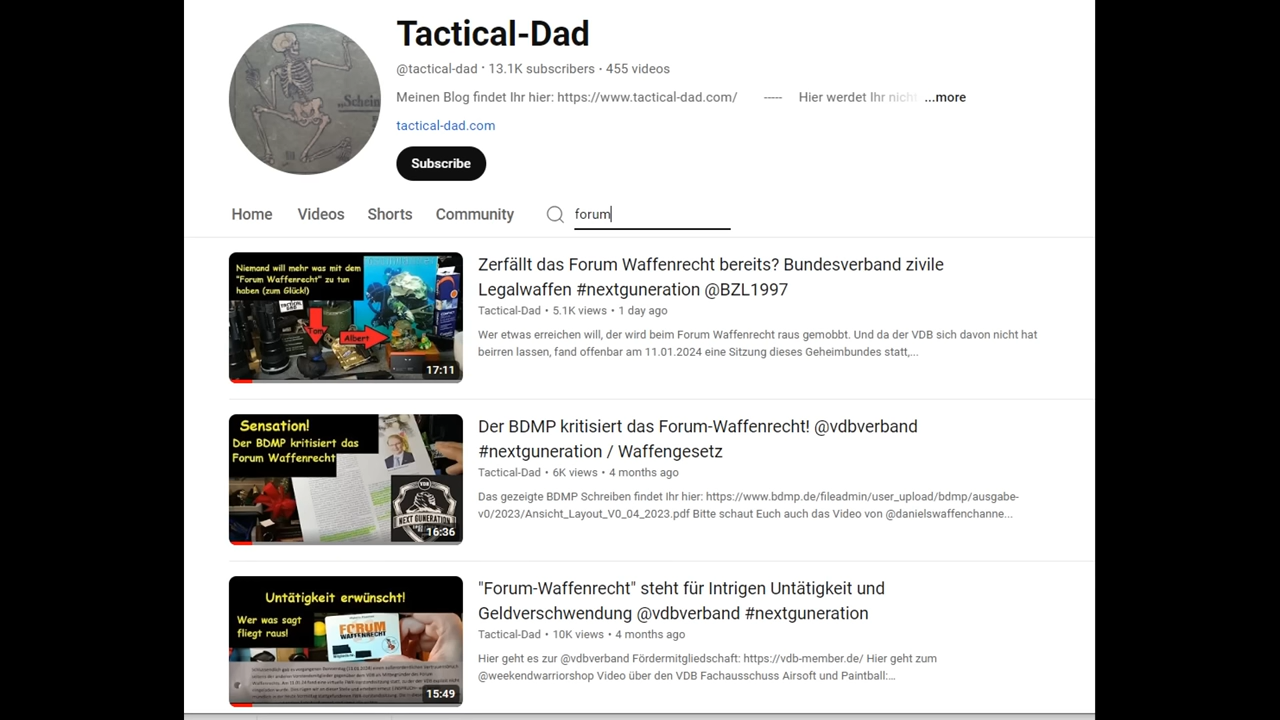 Tactical-Dad
@tactical-dad • 13.1K subscribers • 455 videos
Meinen Blog findet Ihr hier: https://www.tactical-dad.com/ ----- Hier werdet Ihr nicht ...more
tactical-dad.com
Subscribe
Home Videos Shorts Community forum
Niemand will mehr was mit dem
"Forum Waffenrecht" zu tun
haben (zum Glück!)
Tom
Albert
17:11
Zerfällt das Forum Waffenrecht bereits? Bundesverband zivile
Legalwaffen #nextguneration @BZL1997
Tactical-Dad • 5.1K views • 1 day ago
Wer etwas erreichen will, der wird beim Forum Waffenrecht raus gemobbt. Und da der VDB sich davon nicht hat
beirren lassen, fand offenbar am 11.01.2024 eine Sitzung dieses Geheimbundes statt,...
Sensation!
Der BDMP kritisiert das
Forum Waffenrecht
VDB
NEXT GUNERATION
16:36
Der BDMP kritisiert das Forum-Waffenrecht! @vdbverband
#nextguneration / Waffengesetz
Tactical-Dad • 6K views • 4 months ago
Das gezeigte BDMP Schreiben findet Ihr hier: https://www.bdmp.de/fileadmin/user_upload/bdmp/ausgabe-
v0/2023/Ansicht_Layout_V0_04_2023.pdf Bitte schaut Euch auch das Video von @danielswaffenchanne...
Untätigkeit erwünscht!
Wer was sagt
fliegt raus!
FORUM
WAFFENRECHT
15:49
"Forum-Waffenrecht" steht für Intrigen Untätigkeit und
Geldverschwendung @vdbverband #nextguneration
Tactical-Dad • 10K views • 4 months ago
Hier geht es zur @vdbverband Fördermitgliedschaft: https://vdb-member.de/ Hier geht zum
@weekendwarriorshop Video über den VDB Fachausschuss Airsoft und Paintball:...